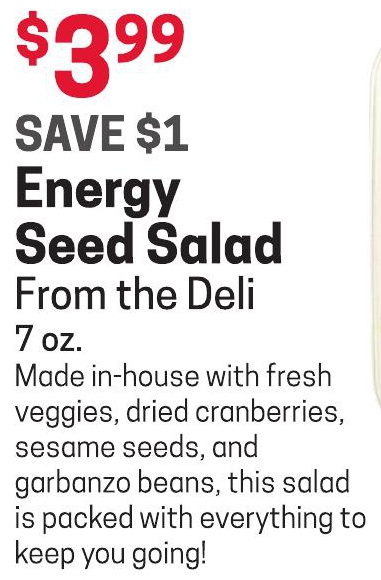 $3.99
SAVE $1
Energy
Seed Salad
From the Deli
7 oz.
Made in-house with fresh
veggies, dried cranberries,
sesame seeds, and
garbanzo beans, this salad
is packed with everything to
keep you going!